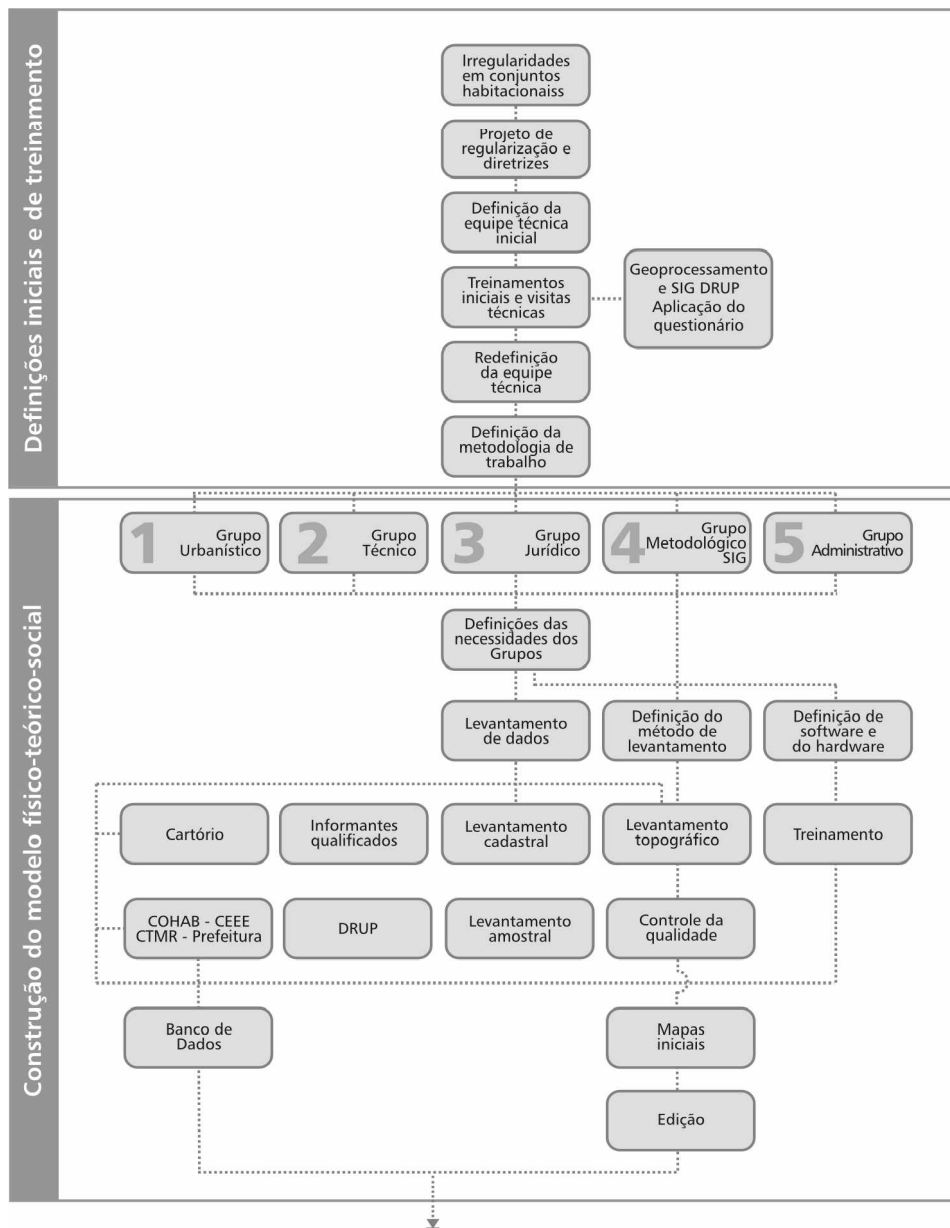 Definições iniciais e de treinamento
Irregularidades
em conjuntos
habitacionaiss
Projeto de
regularização e
diretrizes
Definição da
equipe técnica
inicial
Treinamentos
iniciais e visitas
técnicas
Geoprocessamento
e SIG DRUP
Aplicação do
questionário
Redefinição
da equipe
técnica
Definição da
metodologia de
trabalho
Construção do modelo físico-teórico-social
1 Grupo
Urbanístico
2 Grupo
Técnico
3 Grupo
Jurídico
4 Grupo
Metodológico
SIG
5 Grupo
Administrativo
Definições das
necessidades dos
Grupos
Levantamento
de dados
Definição do
método de
levantamento
Definição de
software e
do hardware
Cartório
Informantes
qualificados
Levantamento
cadastral
Levantamento
topográfico
Treinamento
COHAB - CEEE
CTMR - Prefeitura
DRUP
Levantamento
amostral
Controle da
qualidade
Banco de
Dados
Mapas
iniciais
Edição